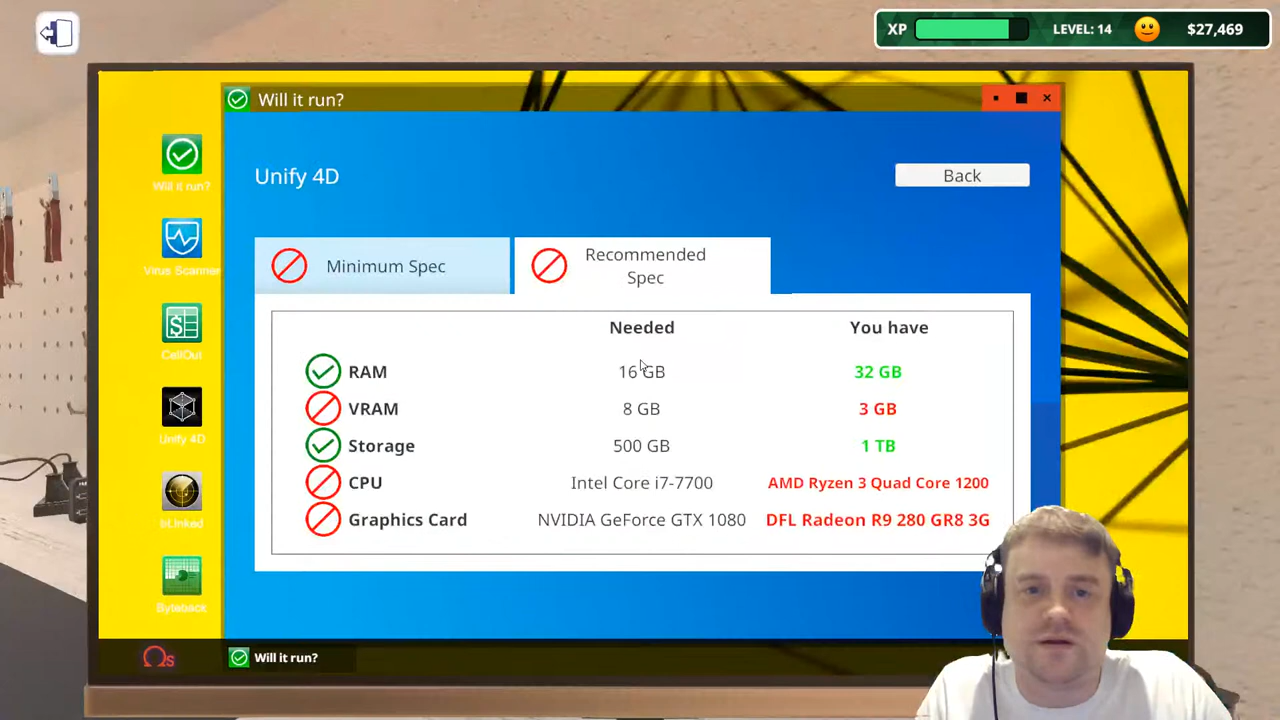 XP
LEVEL: 14
$27,469
Will it run?
Will it run?
Virus Scanner
CellOut
Unify 4D
isLinked
Byteback
Unify 4D
Back
Minimum Spec
Recommended
Spec
Needed
You have
RAM
16 GB
32 GB
VRAM
8 GB
3 GB
Storage
500 GB
1 TB
CPU
Intel Core i7-7700
AMD Ryzen 3 Quad Core 1200
Graphics Card
NVIDIA GeForce GTX 1080
DFL Radeon R9 280 GR8 3G
Ωs
Will it run?